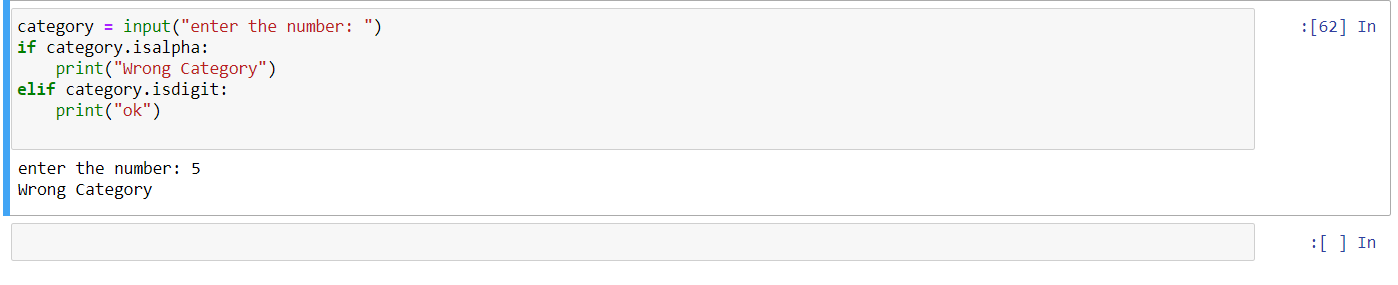 category = input("enter the number: ")
if category.isalpha:
    print("Wrong Category")
elif category.isdigit:
    print("ok")
:[62] In
enter the number: 5
Wrong Category
:[ ] In